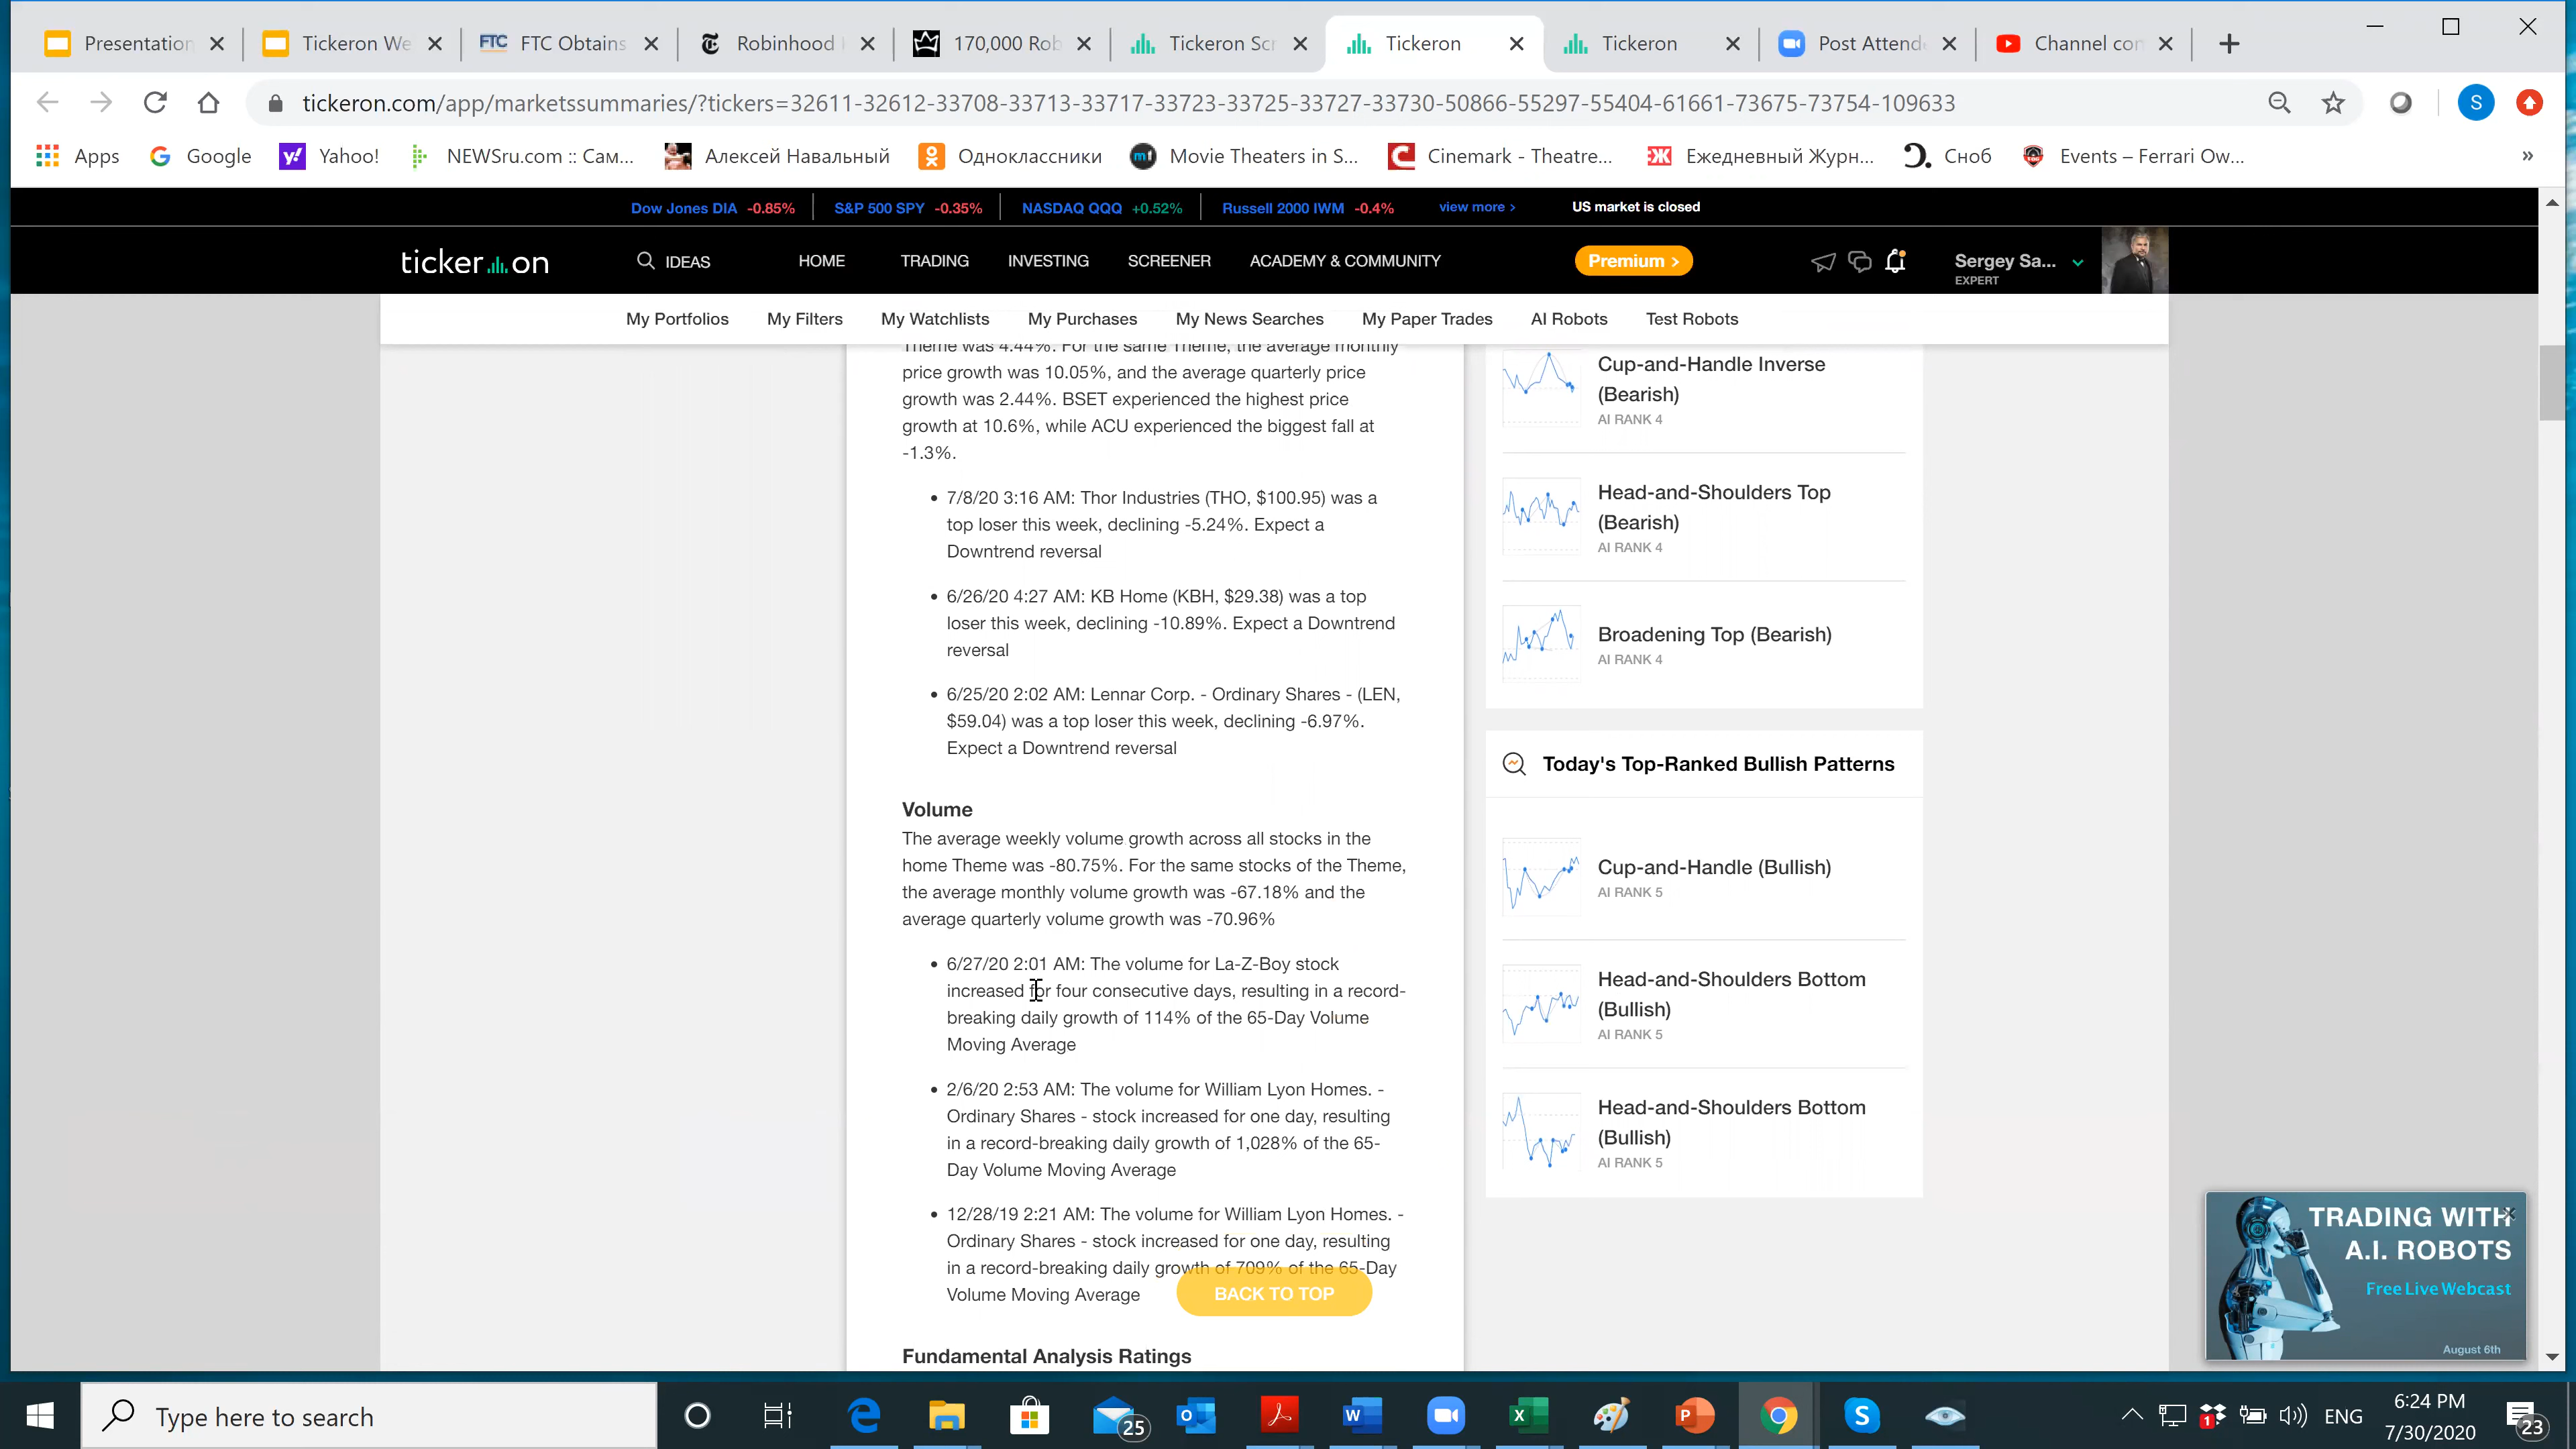 Presentation
Tickeron We
FTC
FTC Obtains
Robinhood
170,000 Rob
Tickeron Scr
Tickeron
Tickeron
Post Attend
Channel con
tickeron.com/app/marketssummaries/?tickers=32611-32612-33708-33713-33717-33723-33725-33727-33730-50866-55297-55404-61661-73675-73754-109633
S
Apps
Google
Yahoo!
NEWSru.com :: Сам...
Алексей Навальный
Одноклассники
Movie Theaters in S...
Cinemark - Theatre...
Ежедневный Журн...
Сноб
Events – Ferrari Ow...
»
Dow Jones DIA -0.85%
S&P 500 SPY -0.35%
NASDAQ QQQ +0.52%
Russell 2000 IWM -0.4%
view more >
US market is closed
tickeron
IDEAS
HOME
TRADING
INVESTING
SCREENER
ACADEMY & COMMUNITY
Premium >
Sergey Sa...
EXPERT
My Portfolios
My Filters
My Watchlists
My Purchases
My News Searches
My Paper Trades
AI Robots
Test Robots
Theme was 4.44%. For the same Theme, the average monthly
price growth was 10.05%, and the average quarterly price
growth was 2.44%. BSET experienced the highest price
growth at 10.6%, while ACU experienced the biggest fall at
-1.3%.
• 7/8/20 3:16 AM: Thor Industries (THO, $100.95) was a
top loser this week, declining -5.24%. Expect a
Downtrend reversal
• 6/26/20 4:27 AM: KB Home (KBH, $29.38) was a top
loser this week, declining -10.89%. Expect a Downtrend
reversal
• 6/25/20 2:02 AM: Lennar Corp. - Ordinary Shares - (LEN,
$59.04) was a top loser this week, declining -6.97%.
Expect a Downtrend reversal
Volume
The average weekly volume growth across all stocks in the
home Theme was -80.75%. For the same stocks of the Theme,
the average monthly volume growth was -67.18% and the
average quarterly volume growth was -70.96%
• 6/27/20 2:01 AM: The volume for La-Z-Boy stock
increased for four consecutive days, resulting in a record-
breaking daily growth of 114% of the 65-Day Volume
Moving Average
• 2/6/20 2:53 AM: The volume for William Lyon Homes. -
Ordinary Shares - stock increased for one day, resulting
in a record-breaking daily growth of 1,028% of the 65-
Day Volume Moving Average
• 12/28/19 2:21 AM: The volume for William Lyon Homes. -
Ordinary Shares - stock increased for one day, resulting
in a record-breaking daily growth of 709% of the 65-Day
Volume Moving Average
BACK TO TOP
Fundamental Analysis Ratings
Cup-and-Handle Inverse
(Bearish)
AI RANK 4
Head-and-Shoulders Top
(Bearish)
AI RANK 4
Broadening Top (Bearish)
AI RANK 4
Today's Top-Ranked Bullish Patterns
Cup-and-Handle (Bullish)
AI RANK 5
Head-and-Shoulders Bottom
(Bullish)
AI RANK 5
Head-and-Shoulders Bottom
(Bullish)
AI RANK 5
TRADING WITH
A.I. ROBOTS
Free Live Webcast
August 6th
Type here to search
25
ENG
6:24 PM
7/30/2020
23